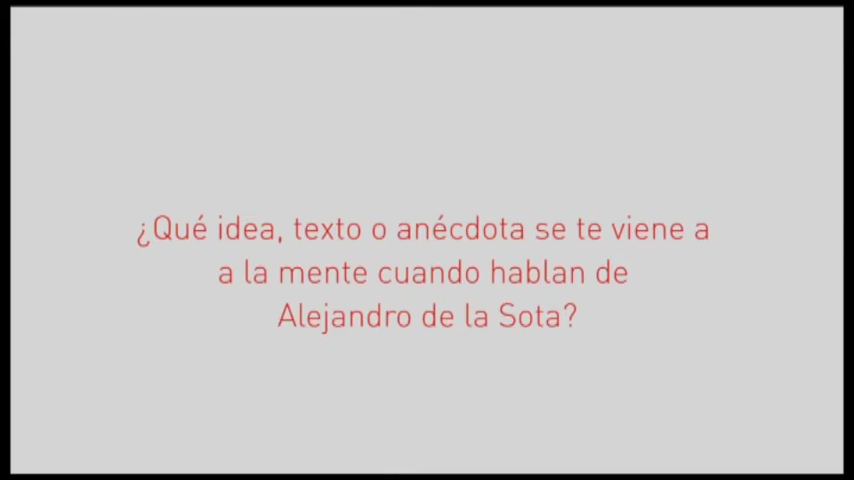 ¿Qué idea, texto o anécdota se te viene a
a la mente cuando hablan de
Alejandro de la Sota?